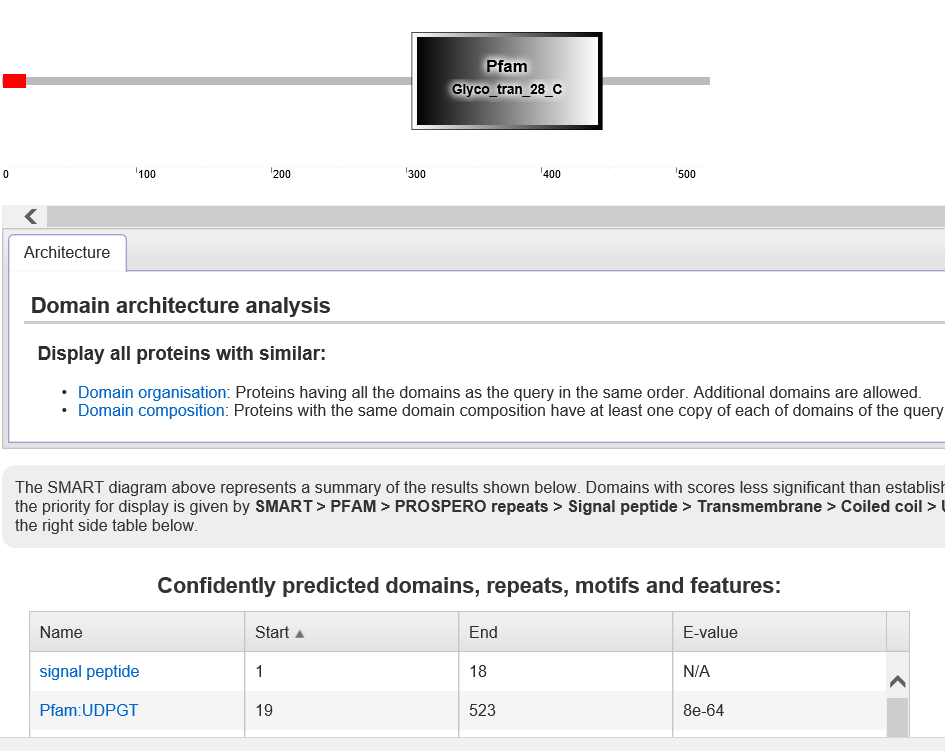 Pfam
Glyco_tran_28_C
0 100 200 300 400 500
Architecture
Domain architecture analysis
Display all proteins with similar:
• Domain organisation: Proteins having all the domains as the query in the same order. Additional domains are allowed.
• Domain composition: Proteins with the same domain composition have at least one copy of each of domains of the query
The SMART diagram above represents a summary of the results shown below. Domains with scores less significant than establish
the priority for display is given by SMART > PFAM > PROSPERO repeats > Signal peptide > Transmembrane > Coiled coil > U
the right side table below.
Confidently predicted domains, repeats, motifs and features:
Name Start End E-value
signal peptide 1 18 N/A
Pfam:UDPGT 19 523 8e-64